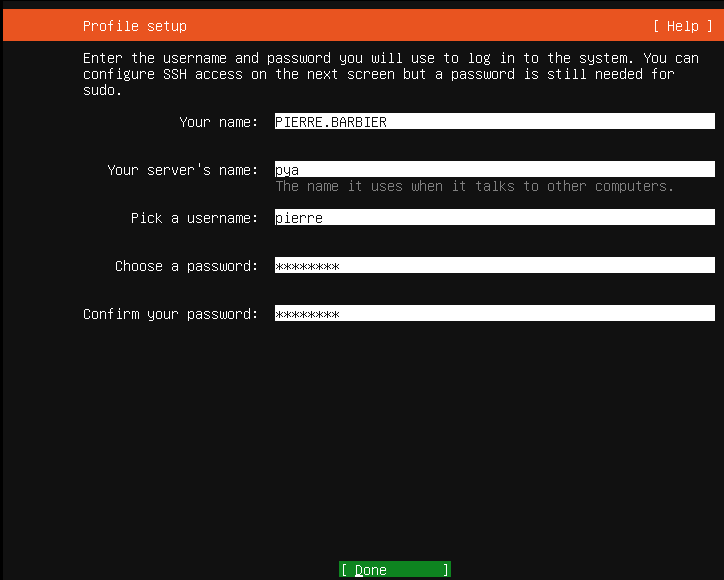 Profile setup [ Help ]
Enter the username and password you will use to log in to the system. You can
configure SSH access on the next screen but a password is still needed for
sudo.
Your name: PIERRE.BARBIER
Your server's name: pya
The name it uses when it talks to other computers.
Pick a username: pierre
Choose a password: ********
Confirm your password: ********
[ Done ]